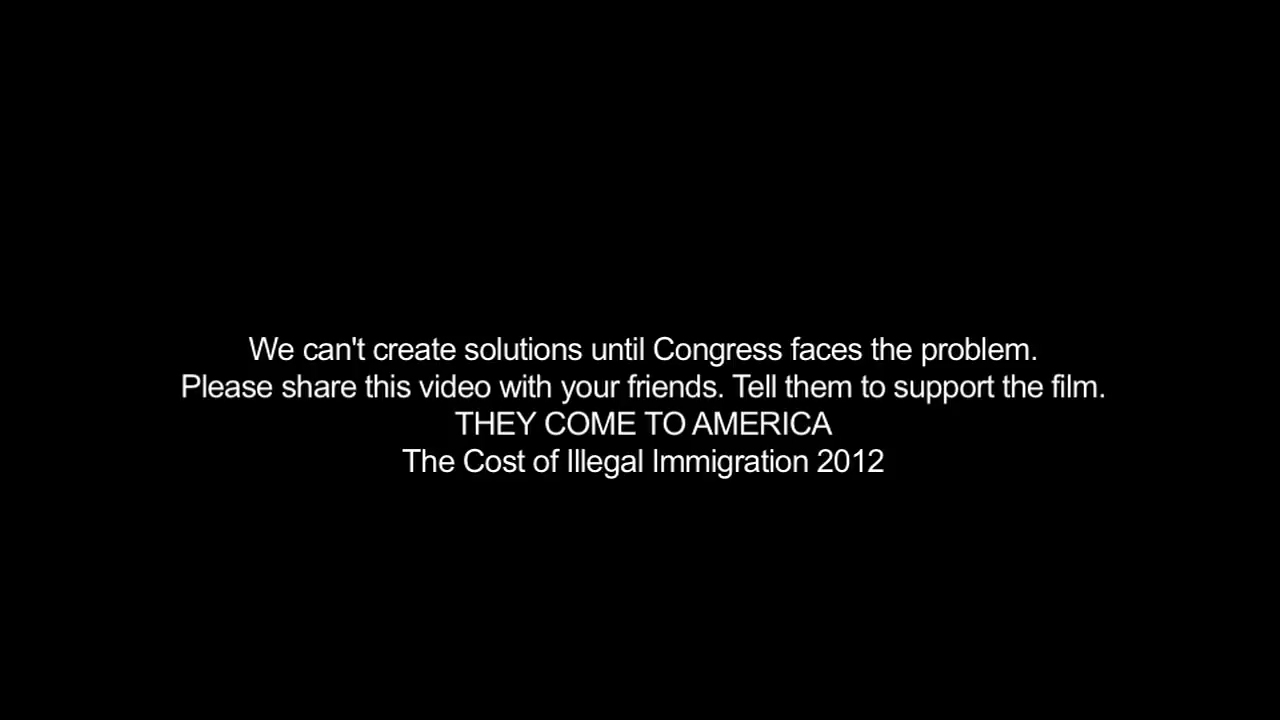 We can't create solutions until Congress faces the problem.
Please share this video with your friends. Tell them to support the film.
THEY COME TO AMERICA
The Cost of Illegal Immigration 2012